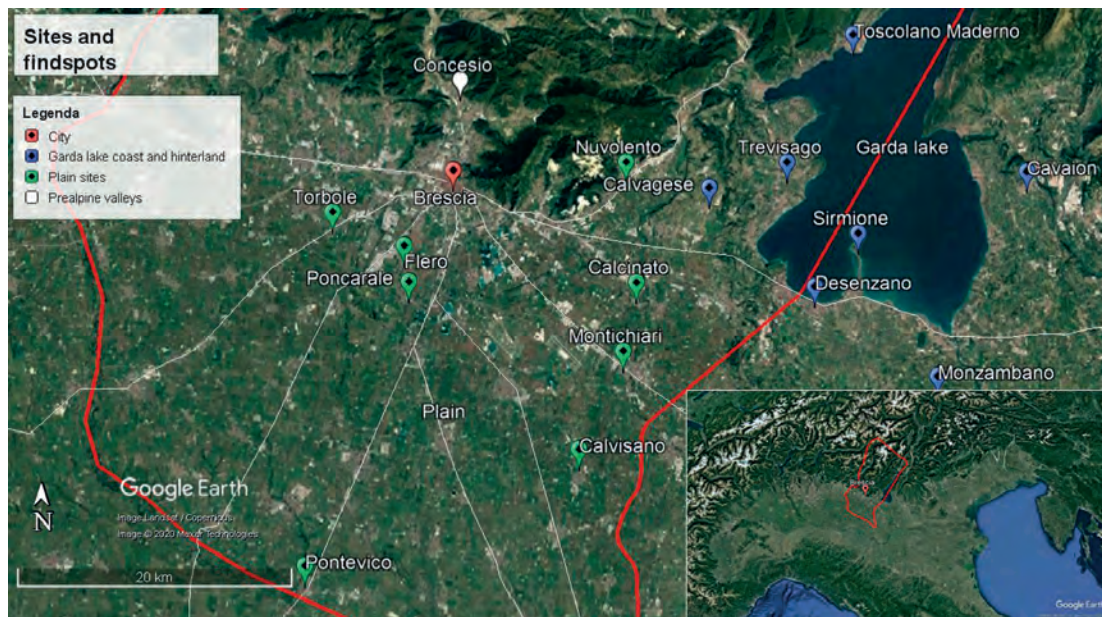 Sites and
findspots
Legenda
City
Garda lake coast and hinterland
Plain sites
Prealpine valleys
Toscolano Maderno
Concesio
Nuvolento
Trevisago
Garda lake
Cavaion
Calvagese
Brescia
Torbole
Sirmione
Flero
Poncarale
Calcinato
Desenzano
Montichiari
Monzambano
Plain
Calvisano
Google Earth
Image Landsat / Copernicus
Image © 2020 Maxar Technologies
N
Pontevico
20 km
Brescia
Google Earth